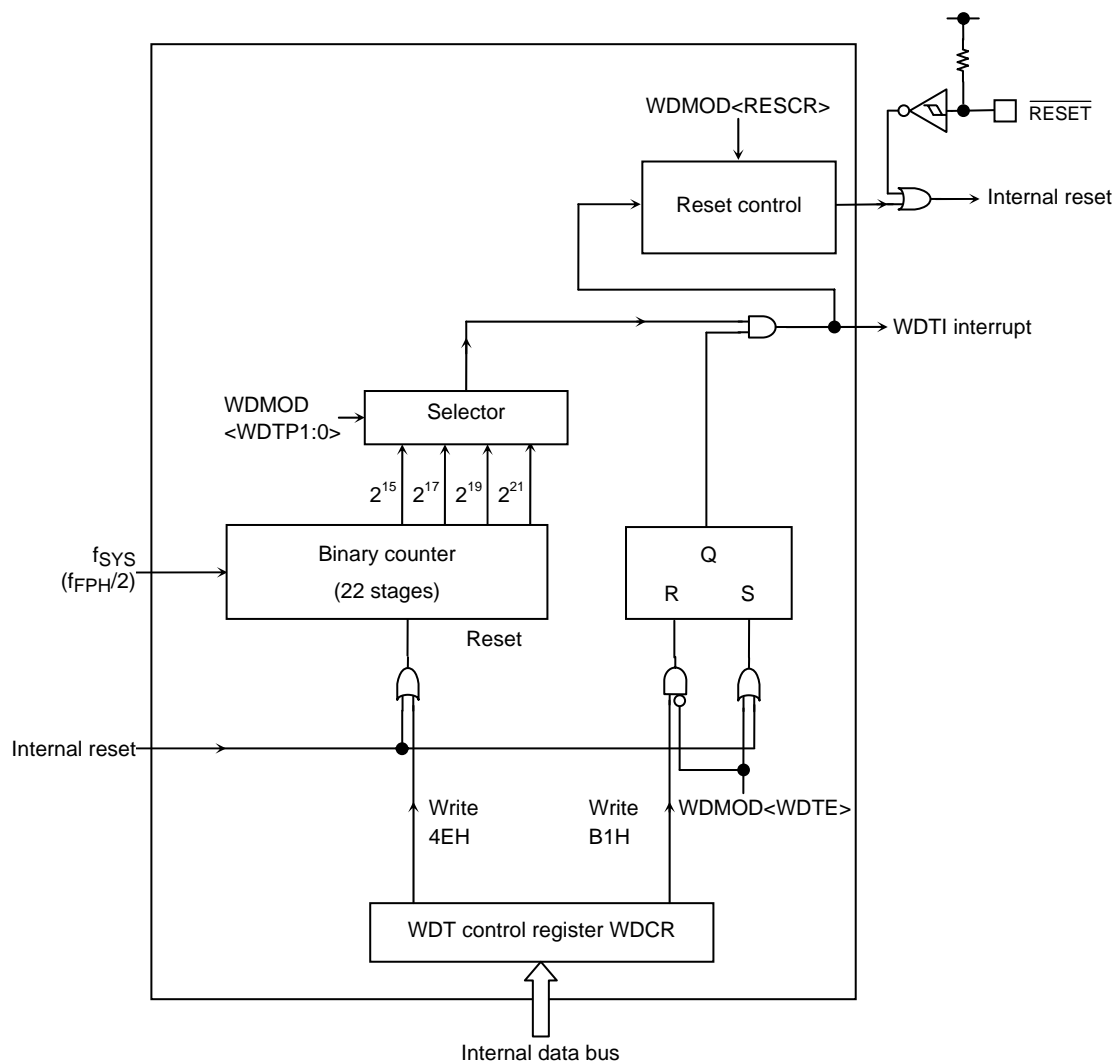 WDMOD<RESCR>
RESET
Reset control
Internal reset
WDTI interrupt
WDMOD
<WDTP1:0>
Selector
2^15 2^17 2^19 2^21
fSYS
(fFPH/2)
Binary counter
(22 stages)
Q
R S
Reset
Internal reset
Write
4EH
Write
B1H
WDMOD<WDTE>
WDT control register WDCR
Internal data bus